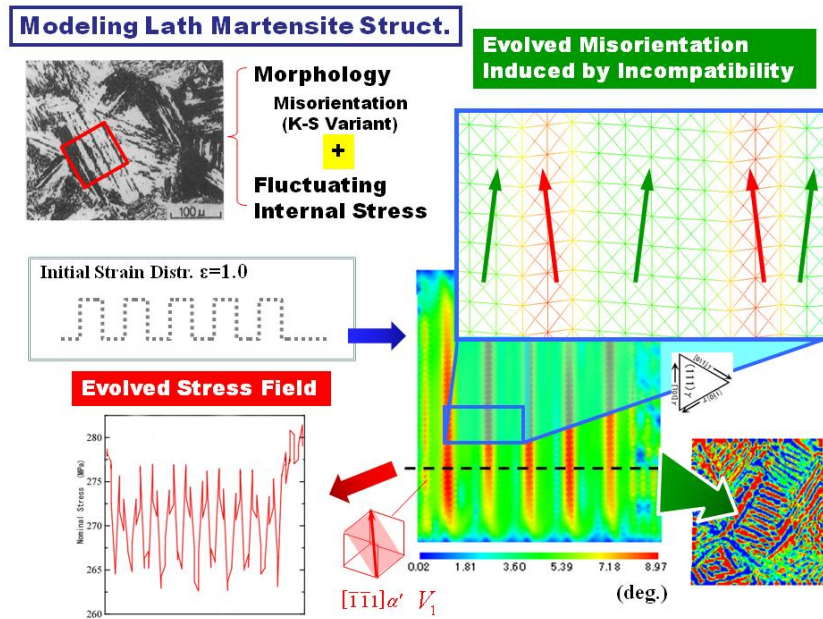 Modeling Lath Martensite Struct.
Evolved Misorientation
Induced by Incompatibility
Morphology
Misorientation
(K-S Variant)
+
Fluctuating
Internal Stress
100μ
Initial Strain Distr. ε=1.0
Evolved Stress Field
280
275
270
265
260
Nominal Stress (MPa)
(111)γ
0.02 1.81 3.60 5.39 7.18 8.97
(deg.)
[1̅1̅1]α' V₁